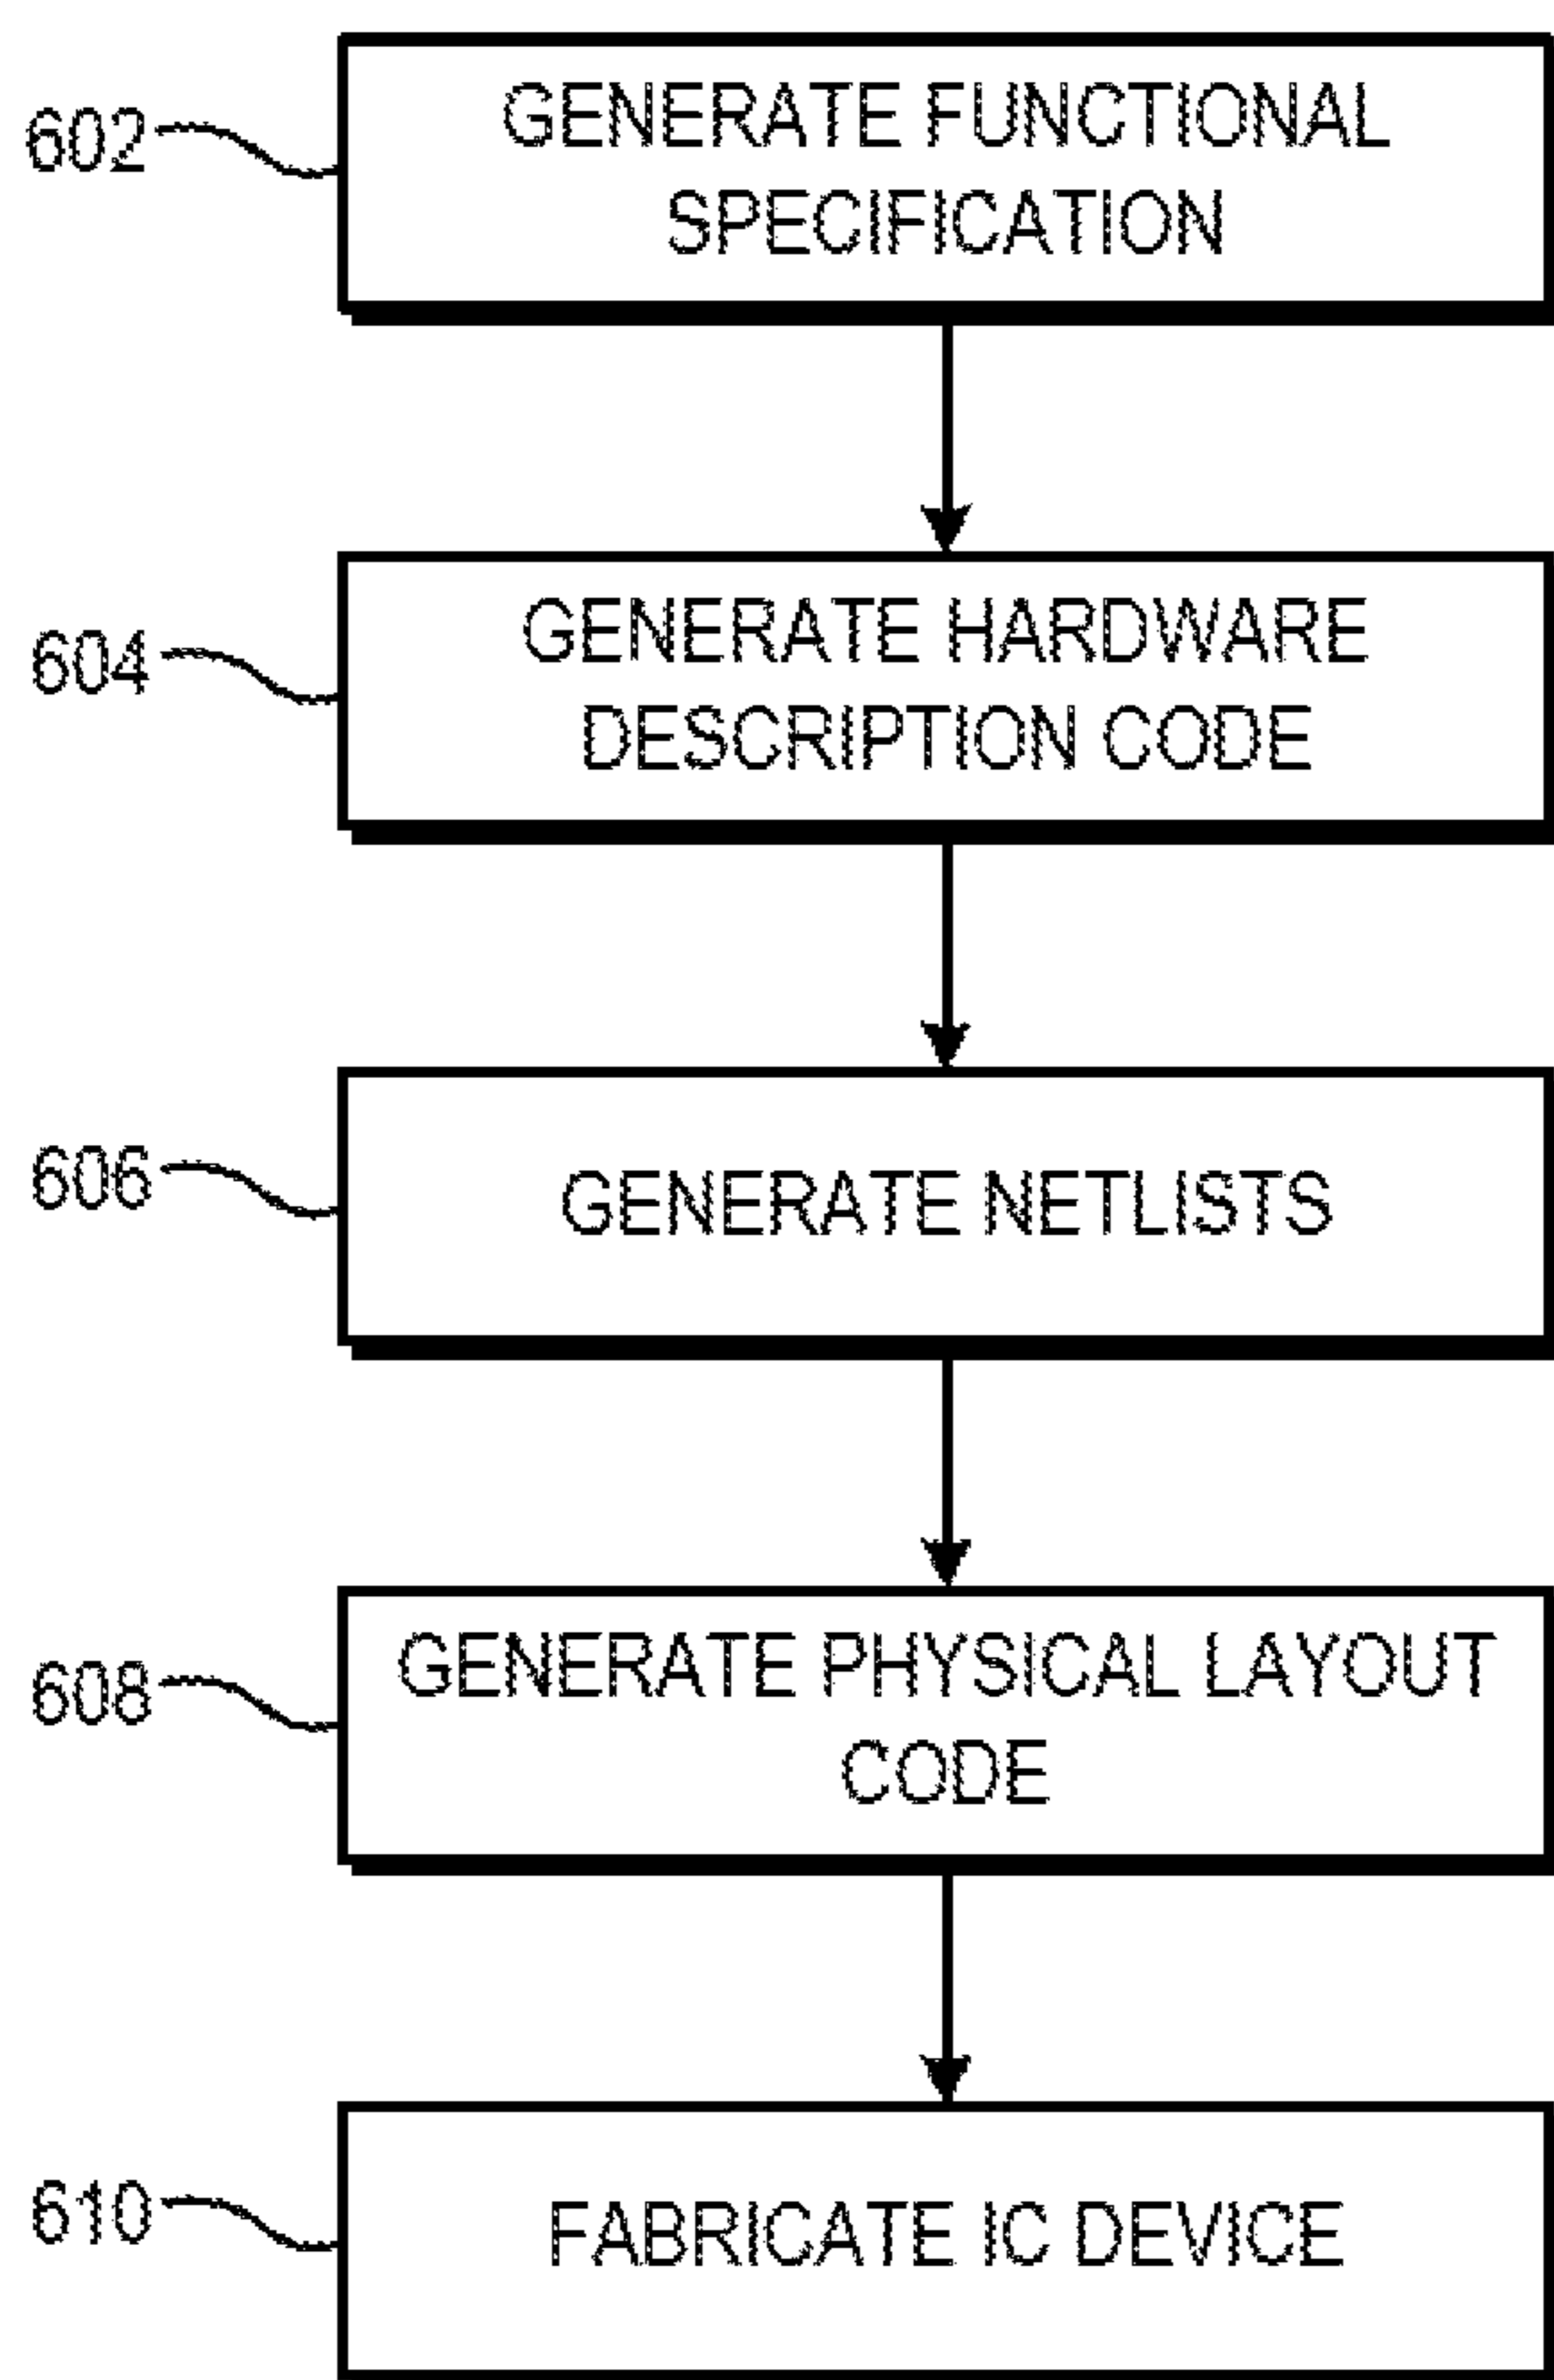 602
GENERATE FUNCTIONAL
SPECIFICATION
604
GENERATE HARDWARE
DESCRIPTION CODE
606
GENERATE NETLISTS
608
GENERATE PHYSICAL LAYOUT
CODE
610
FABRICATE IC DEVICE